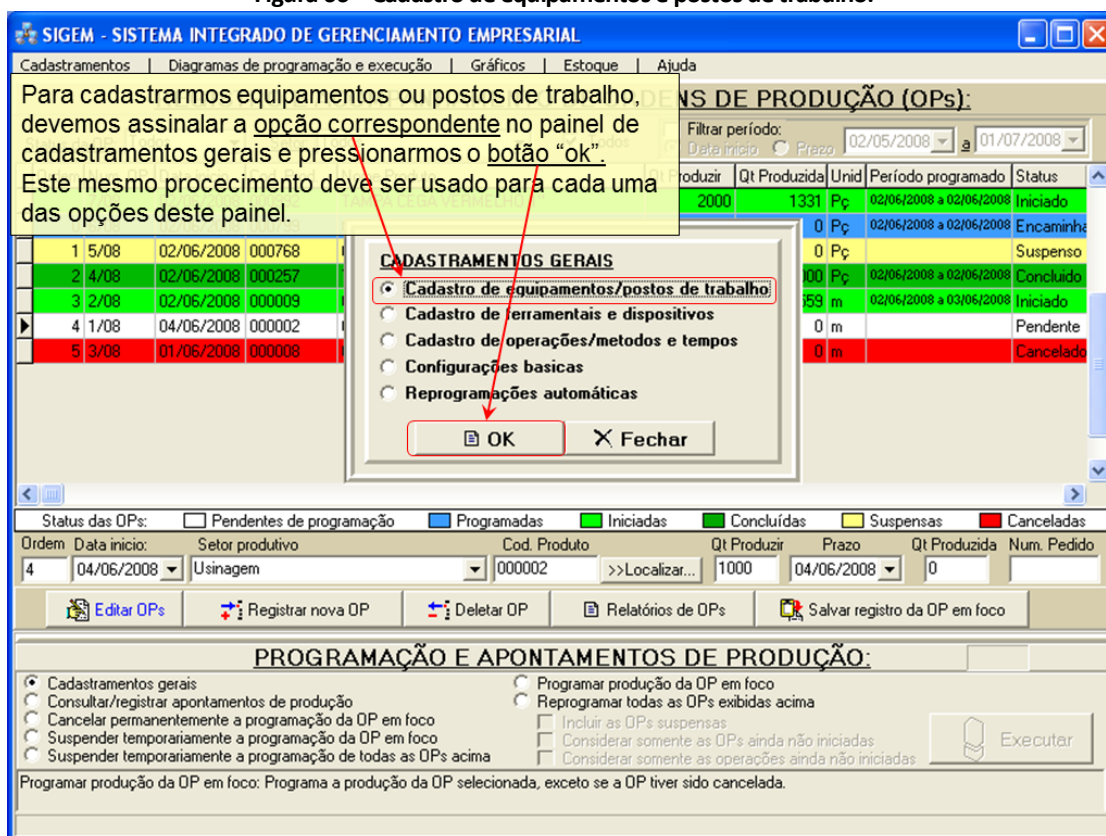 SIGEM - SISTEMA INTEGRADO DE GERENCIAMENTO EMPRESARIAL
Cadastramentos | Diagramas de programação e execução | Gráficos | Estoque | Ajuda
Para cadastrarmos equipamentos ou postos de trabalho,
devemos assinalar a opção correspondente no painel de
cadastramentos gerais e pressionarmos o botão “ok”.
Este mesmo procecimento deve ser usado para cada uma
das opções deste painel.
NS DE PRODUÇÃO (OPs):
Filtrar período:
Data inicio Prazo 02/05/2008 a 01/07/2008
Produzir Qt Produzida Unid Período programado Status
TAMPA CEGA VERMELHO 2000 1331 Pç 02/06/2008 a 02/06/2008 Iniciado
0 Pç 02/06/2008 a 02/06/2008 Encaminha
1 5/08 02/06/2008 000768 0 Pç Suspenso
2 4/08 02/06/2008 000257 000 Pç 02/06/2008 a 02/06/2008 Concluido
3 2/08 02/06/2008 000009 559 m 02/06/2008 a 03/06/2008 Iniciado
4 1/08 04/06/2008 000002 0 m Pendente
5 3/08 01/06/2008 000008 0 m Cancelado
CADASTRAMENTOS GERAIS
Cadastro de equipamentos/postos de trabalho
Cadastro de ferramentais e dispositivos
Cadastro de operações/metodos e tempos
Configurações basicas
Reprogramações automáticas
OK Fechar
Status das OPs: Pendentes de programação Programadas Iniciadas Concluídas Suspensas Canceladas
Ordem Data inicio: Setor produtivo Cod. Produto Qt Produzir Prazo Qt Produzida Num. Pedido
4 04/06/2008 Usinagem 000002 >>Localizar... 1000 04/06/2008 0
Editar OPs Registrar nova OP Deletar OP Relatórios de OPs Salvar registro da OP em foco
PROGRAMAÇÃO E APONTAMENTOS DE PRODUÇÃO:
Cadastramentos gerais
Consultar/registrar apontamentos de produção
Cancelar permanentemente a programação da OP em foco
Suspender temporariamente a programação da OP em foco
Suspender temporariamente a programação de todas as OPs acima
Programar produção da OP em foco
Reprogramar todas as OPs exibidas acima
Incluir as OPs suspensas
Considerar somente as OPs ainda não iniciadas
Considerar somente as operações ainda não iniciadas
Executar
Programar produção da OP em foco: Programa a produção da OP selecionada, exceto se a OP tiver sido cancelada.